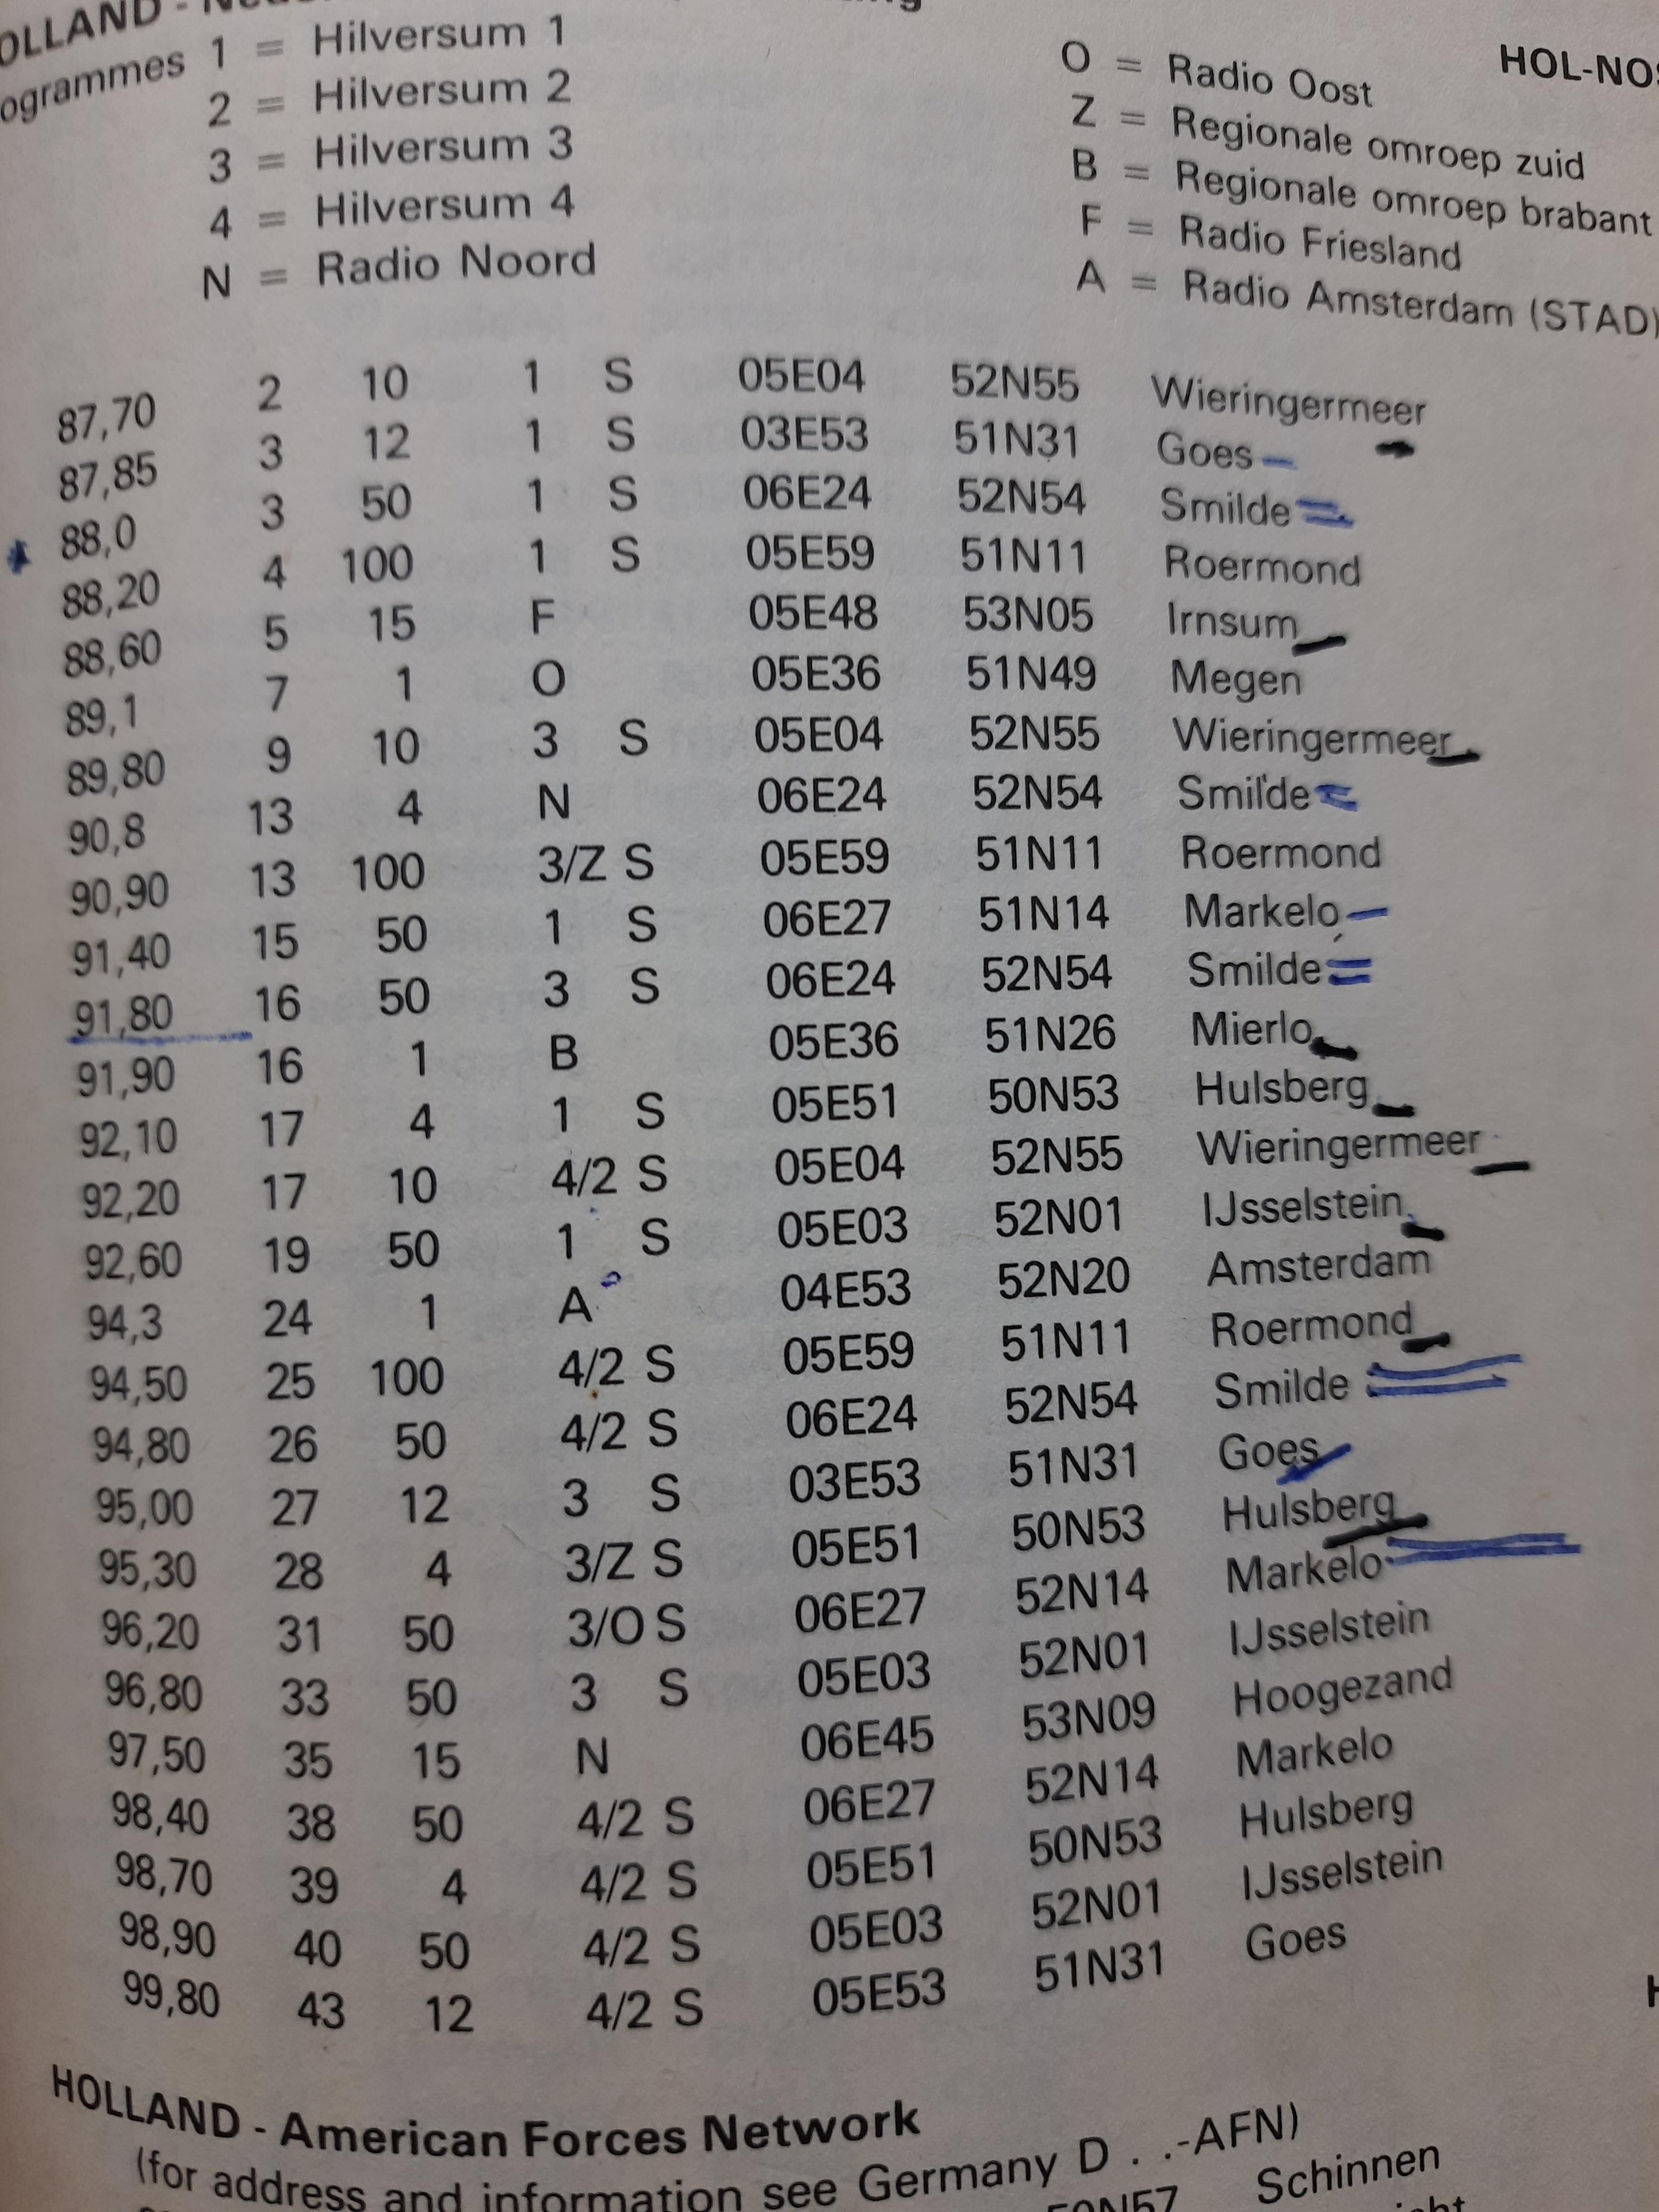 OLLAND -
HOL-NOS
ogrammes 1 = Hilversum 1
2 = Hilversum 2
3 = Hilversum 3
4 = Hilversum 4
N = Radio Noord
O = Radio Oost
Z = Regionale omroep zuid
B = Regionale omroep brabant
F = Radio Friesland
A = Radio Amsterdam (STAD)
87,70 2 10 1 S 05E04 52N55 Wieringermeer
87,85 3 12 1 S 03E53 51N31 Goes
88,0 3 50 1 S 06E24 52N54 Smilde
88,20 4 100 1 S 05E59 51N11 Roermond
88,60 5 15 F 05E48 53N05 Irnsum
89,1 7 1 O 05E36 51N49 Megen
89,80 9 10 3 S 05E04 52N55 Wieringermeer
90,8 13 4 N 06E24 52N54 Smilde
90,90 13 100 3/Z S 05E59 51N11 Roermond
91,40 15 50 1 S 06E27 51N14 Markelo
91,80 16 50 3 S 06E24 52N54 Smilde
91,90 16 1 B 05E36 51N26 Mierlo
92,10 17 4 1 S 05E51 50N53 Hulsberg
92,20 17 10 4/2 S 05E04 52N55 Wieringermeer
92,60 19 50 1 S 05E03 52N01 IJsselstein
94,3 24 1 A 04E53 52N20 Amsterdam
94,50 25 100 4/2 S 05E59 51N11 Roermond
94,80 26 50 4/2 S 06E24 52N54 Smilde
95,00 27 12 3 S 03E53 51N31 Goes
95,30 28 4 3/Z S 05E51 50N53 Hulsberg
96,20 31 50 3/O S 06E27 52N14 Markelo
96,80 33 50 3 S 05E03 52N01 IJsselstein
97,50 35 15 N 06E45 53N09 Hoogezand
98,40 38 50 4/2 S 06E27 52N14 Markelo
98,70 39 4 4/2 S 05E51 50N53 Hulsberg
98,90 40 50 4/2 S 05E03 52N01 IJsselstein
99,80 43 12 4/2 S 05E53 51N31 Goes
HOLLAND - American Forces Network
(for address and information see Germany D . .-AFN)
50N57 Schinnen